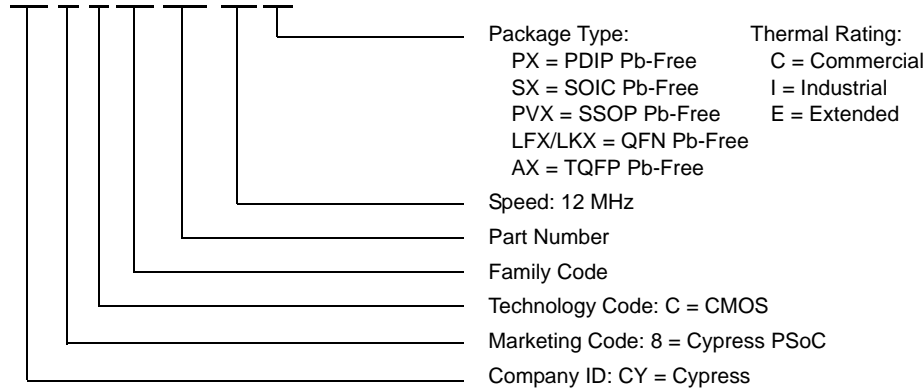 Package Type: Thermal Rating:
PX = PDIP Pb-Free C = Commercial
SX = SOIC Pb-Free I = Industrial
PVX = SSOP Pb-Free E = Extended
LFX/LKX = QFN Pb-Free
AX = TQFP Pb-Free
Speed: 12 MHz
Part Number
Family Code
Technology Code: C = CMOS
Marketing Code: 8 = Cypress PSoC
Company ID: CY = Cypress